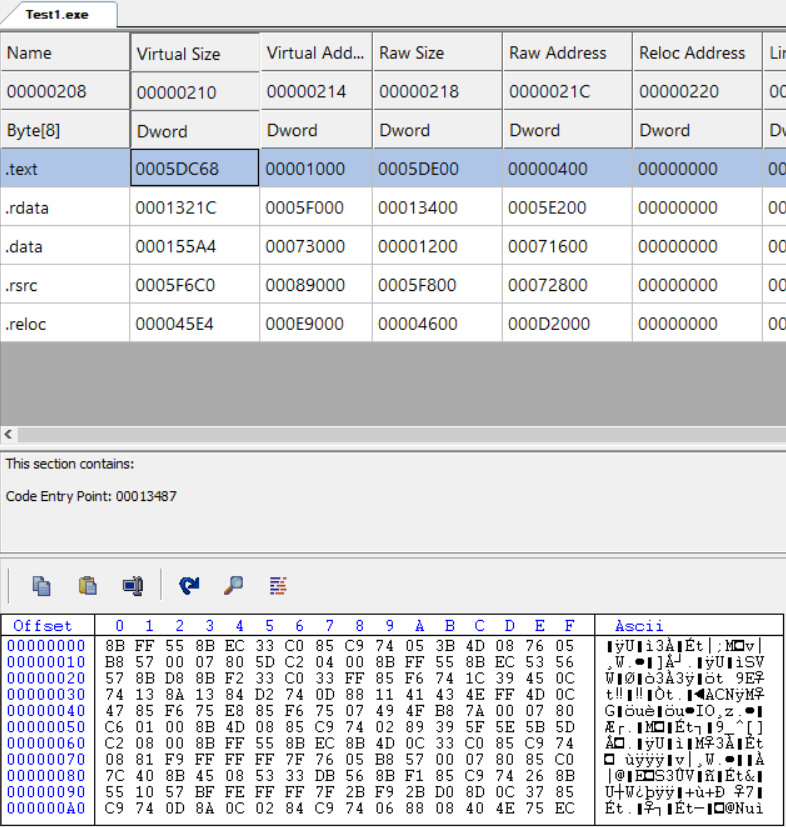 Test1.exe
Name Virtual Size Virtual Add... Raw Size Raw Address Reloc Address Li
00000208 00000210 00000214 00000218 0000021C 00000220 00
Byte[8] Dword Dword Dword Dword Dword Dw
.text 0005DC68 00001000 0005DE00 00000400 00000000 00
.rdata 0001321C 0005F000 00013400 0005E200 00000000 00
.data 000155A4 00073000 00001200 00071600 00000000 00
.rsrc 0005F6C0 00089000 0005F800 00072800 00000000 00
.reloc 000045E4 000E9000 00004600 000D2000 00000000 00
This section contains:
Code Entry Point: 00013487
Offset 0 1 2 3 4 5 6 7 8 9 A B C D E F Ascii
00000000 8B FF 55 8B EC 33 C0 85 C9 74 05 3B 4D 08 76 05
00000010 B8 57 00 07 80 5D C2 04 00 8B FF 55 8B EC 53 56
00000020 57 8B D8 8B F2 33 C0 33 FF 85 F6 74 1C 39 45 0C
00000030 74 13 8A 13 84 D2 74 0D 88 11 41 43 4E FF 4D 0C
00000040 47 85 F6 75 E8 85 F6 75 07 49 4F B8 7A 00 07 80
00000050 C6 01 00 8B 4D 08 85 C9 74 02 89 39 5F 5E 5B 5D
00000060 C2 08 00 8B FF 55 8B EC 8B 4D 0C 33 C0 85 C9 74
00000070 08 81 F9 FF FF FF 7F 76 05 B8 57 00 07 80 85 C0
00000080 7C 40 8B 45 08 53 33 DB 56 8B F1 85 C9 74 26 8B
00000090 55 10 57 BF FE FF FF 7F 2B F9 2B D0 8D 0C 37 85
000000A0 C9 74 0D 8A 0C 02 84 C9 74 06 88 08 40 4E 75 EC